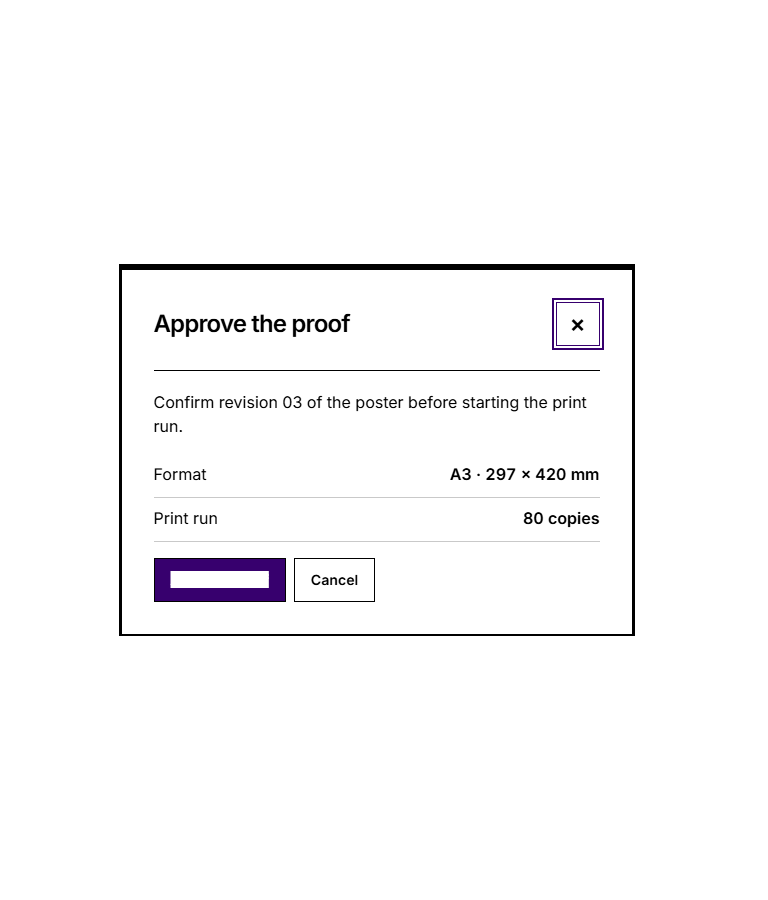 Approve the proof
×
Confirm revision 03 of the poster before starting the print
run.
Format
A3 · 297 × 420 mm
Print run
80 copies
Cancel